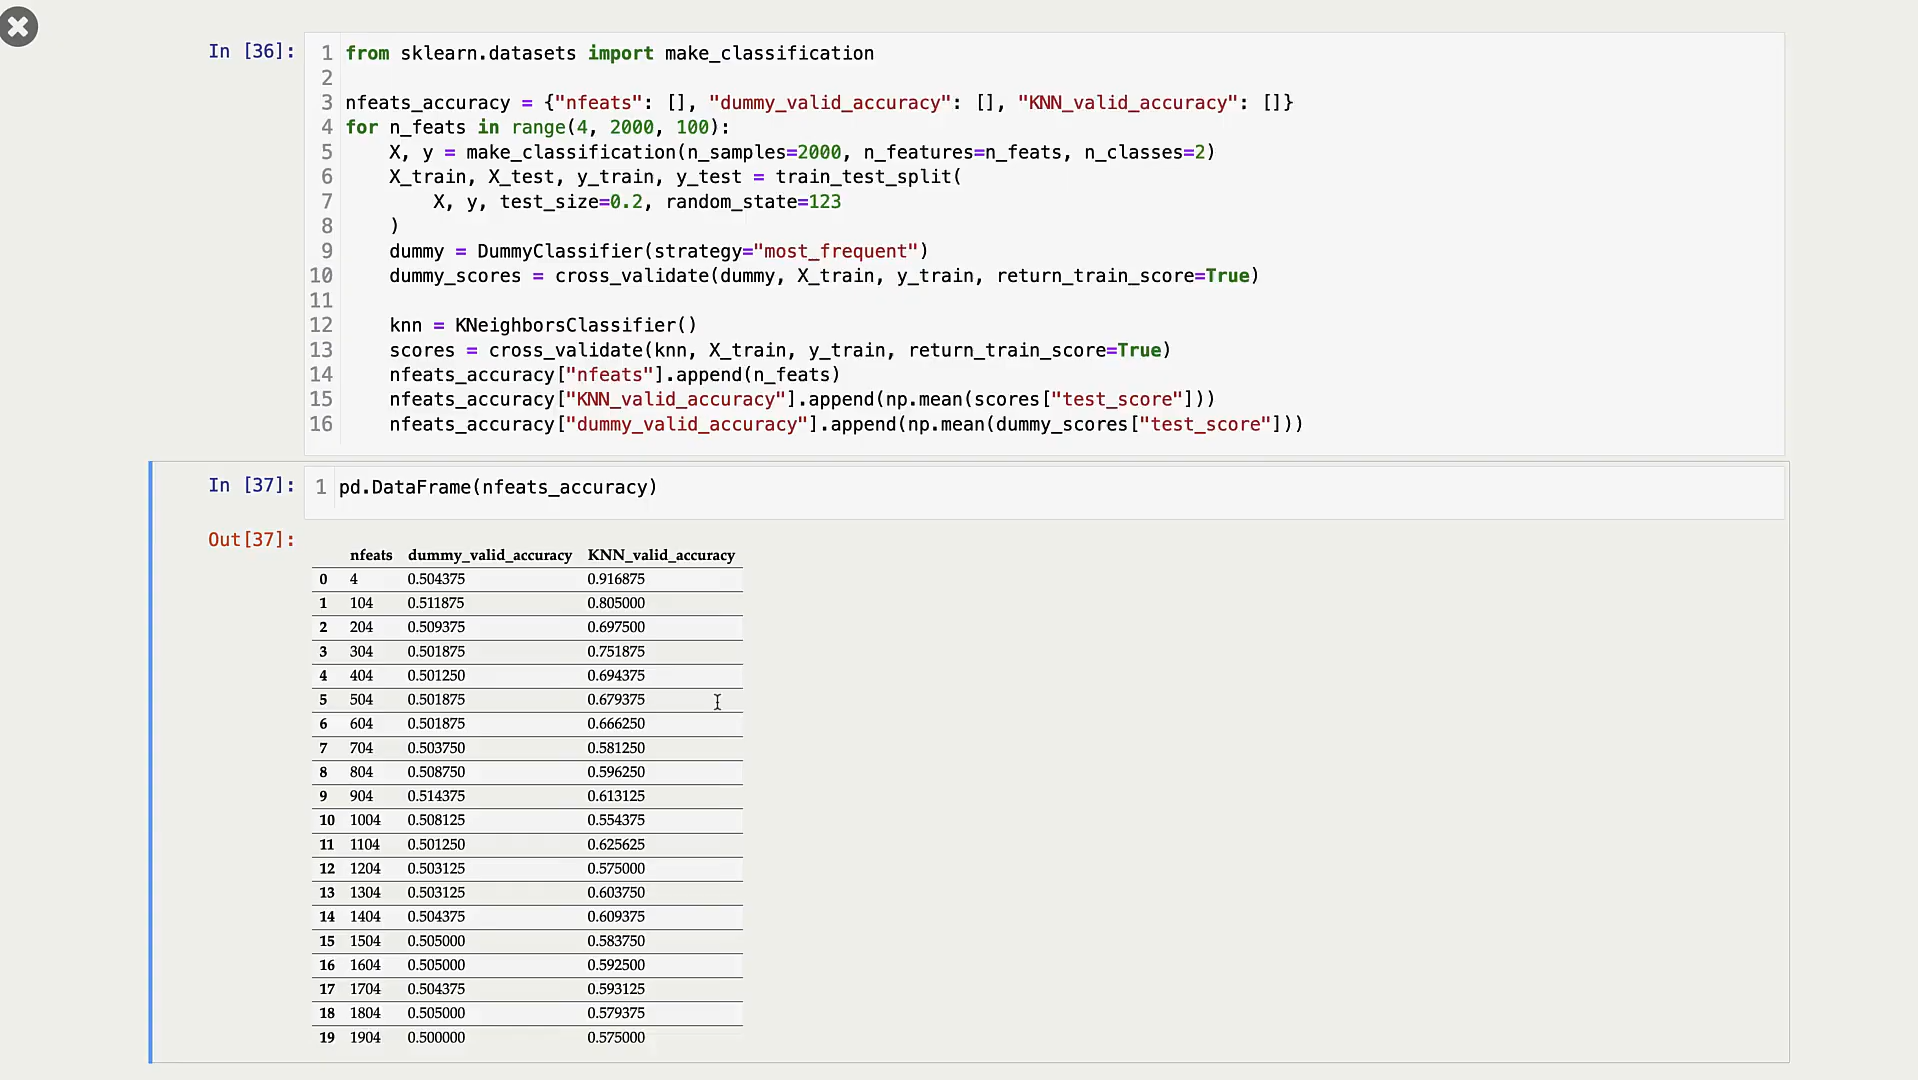 In [36]:
1 from sklearn.datasets import make_classification
2
3 nfeats_accuracy = {"nfeats": [], "dummy_valid_accuracy": [], "KNN_valid_accuracy": []}
4 for n_feats in range(4, 2000, 100):
5     X, y = make_classification(n_samples=2000, n_features=n_feats, n_classes=2)
6     X_train, X_test, y_train, y_test = train_test_split(
7         X, y, test_size=0.2, random_state=123
8     )
9     dummy = DummyClassifier(strategy="most_frequent")
10     dummy_scores = cross_validate(dummy, X_train, y_train, return_train_score=True)
11
12     knn = KNeighborsClassifier()
13     scores = cross_validate(knn, X_train, y_train, return_train_score=True)
14     nfeats_accuracy["nfeats"].append(n_feats)
15     nfeats_accuracy["KNN_valid_accuracy"].append(np.mean(scores["test_score"]))
16     nfeats_accuracy["dummy_valid_accuracy"].append(np.mean(dummy_scores["test_score"]))
In [37]:
1 pd.DataFrame(nfeats_accuracy)
Out[37]:
nfeats dummy_valid_accuracy KNN_valid_accuracy
0 4 0.504375 0.916875
1 104 0.511875 0.805000
2 204 0.509375 0.697500
3 304 0.501875 0.751875
4 404 0.501250 0.694375
5 504 0.501875 0.679375
6 604 0.501875 0.666250
7 704 0.503750 0.581250
8 804 0.508750 0.596250
9 904 0.514375 0.613125
10 1004 0.508125 0.554375
11 1104 0.501250 0.625625
12 1204 0.503125 0.575000
13 1304 0.503125 0.603750
14 1404 0.504375 0.609375
15 1504 0.505000 0.583750
16 1604 0.505000 0.592500
17 1704 0.504375 0.593125
18 1804 0.505000 0.579375
19 1904 0.500000 0.575000